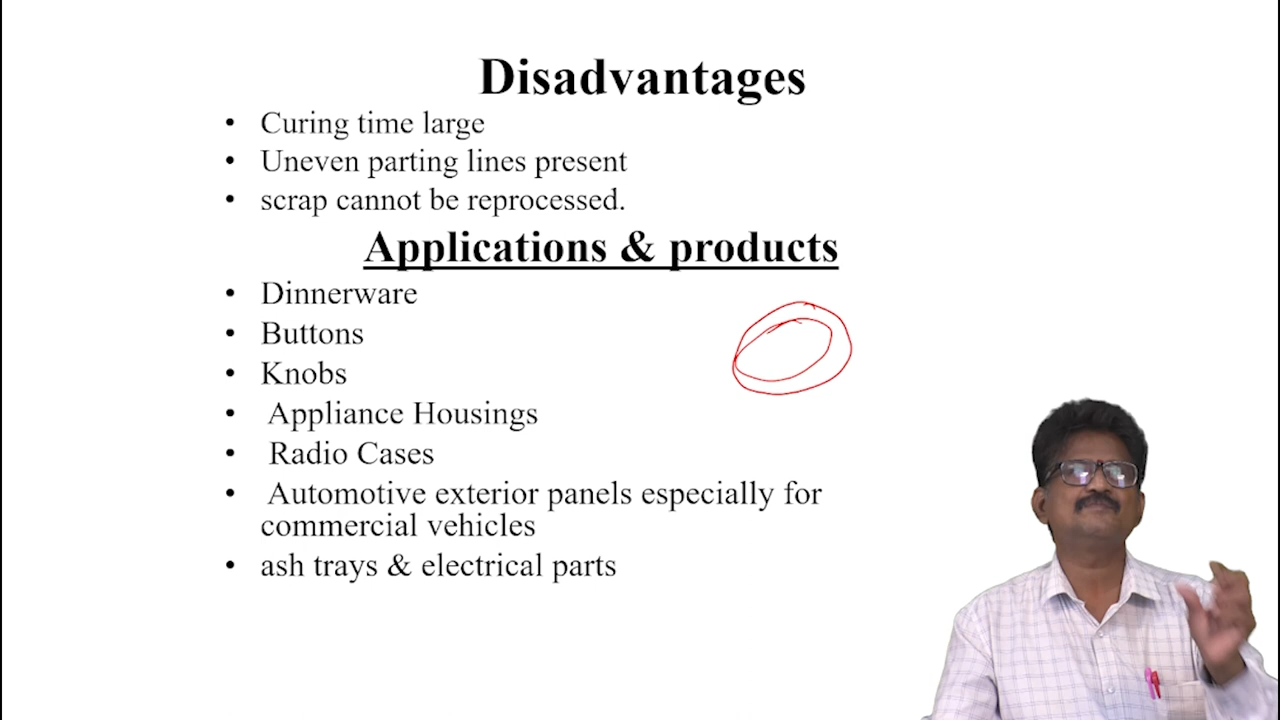 Disadvantages
• Curing time large
• Uneven parting lines present
• scrap cannot be reprocessed.
Applications & products
• Dinnerware
• Buttons
• Knobs
• Appliance Housings
• Radio Cases
• Automotive exterior panels especially for
commercial vehicles
• ash trays & electrical parts